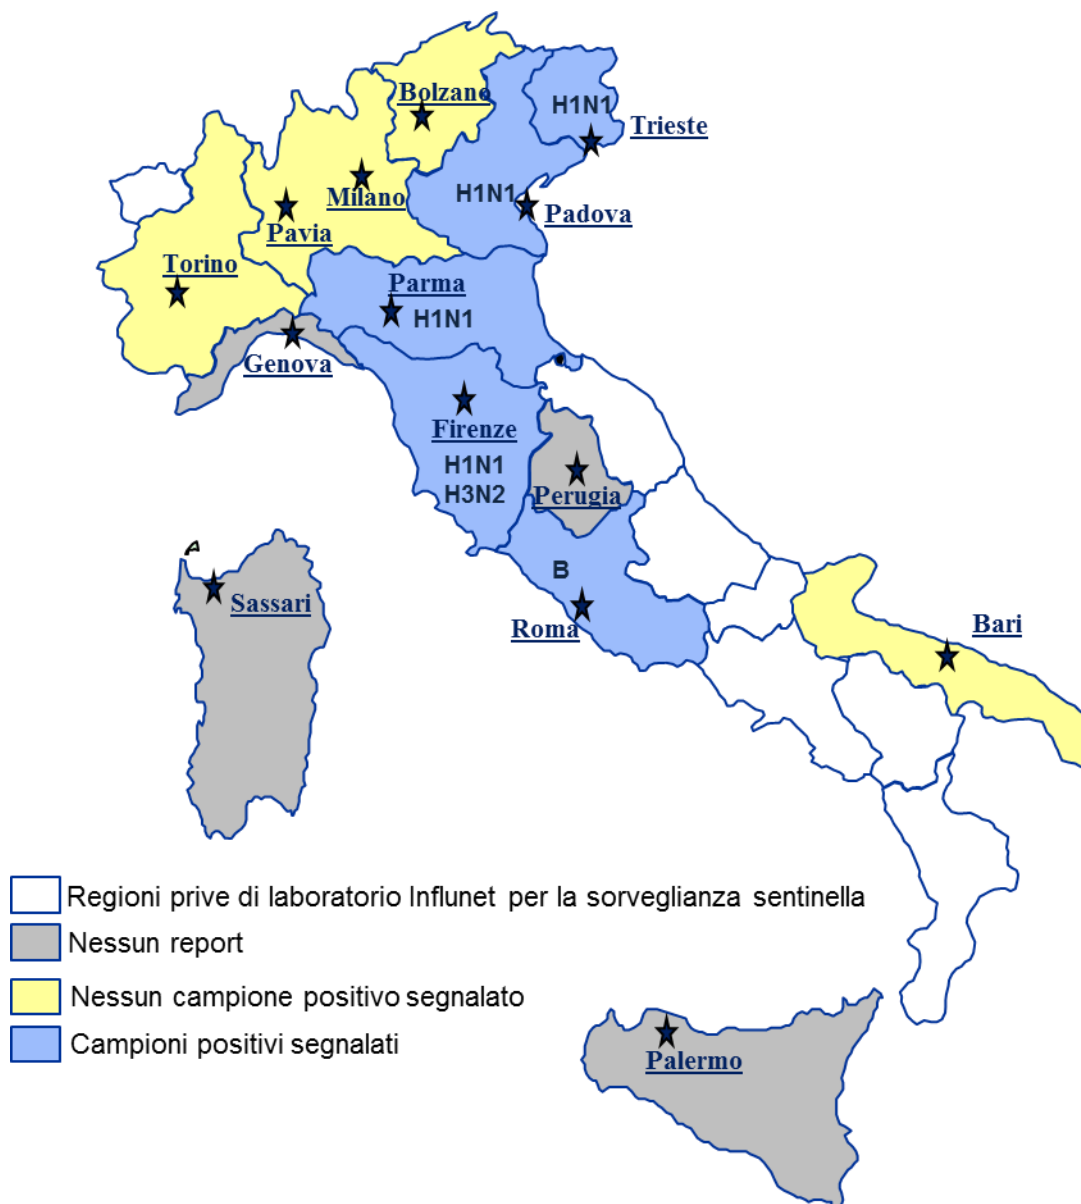 Bolzano
H1N1
Trieste
Milano
H1N1
Padova
Pavia
Torino
Parma
H1N1
Genova
Firenze
H1N1
H3N2
Perugia
B
Sassari
Roma
Bari
Regioni prive di laboratorio Influnet per la sorveglianza sentinella
Nessun report
Nessun campione positivo segnalato
Campioni positivi segnalati
Palermo